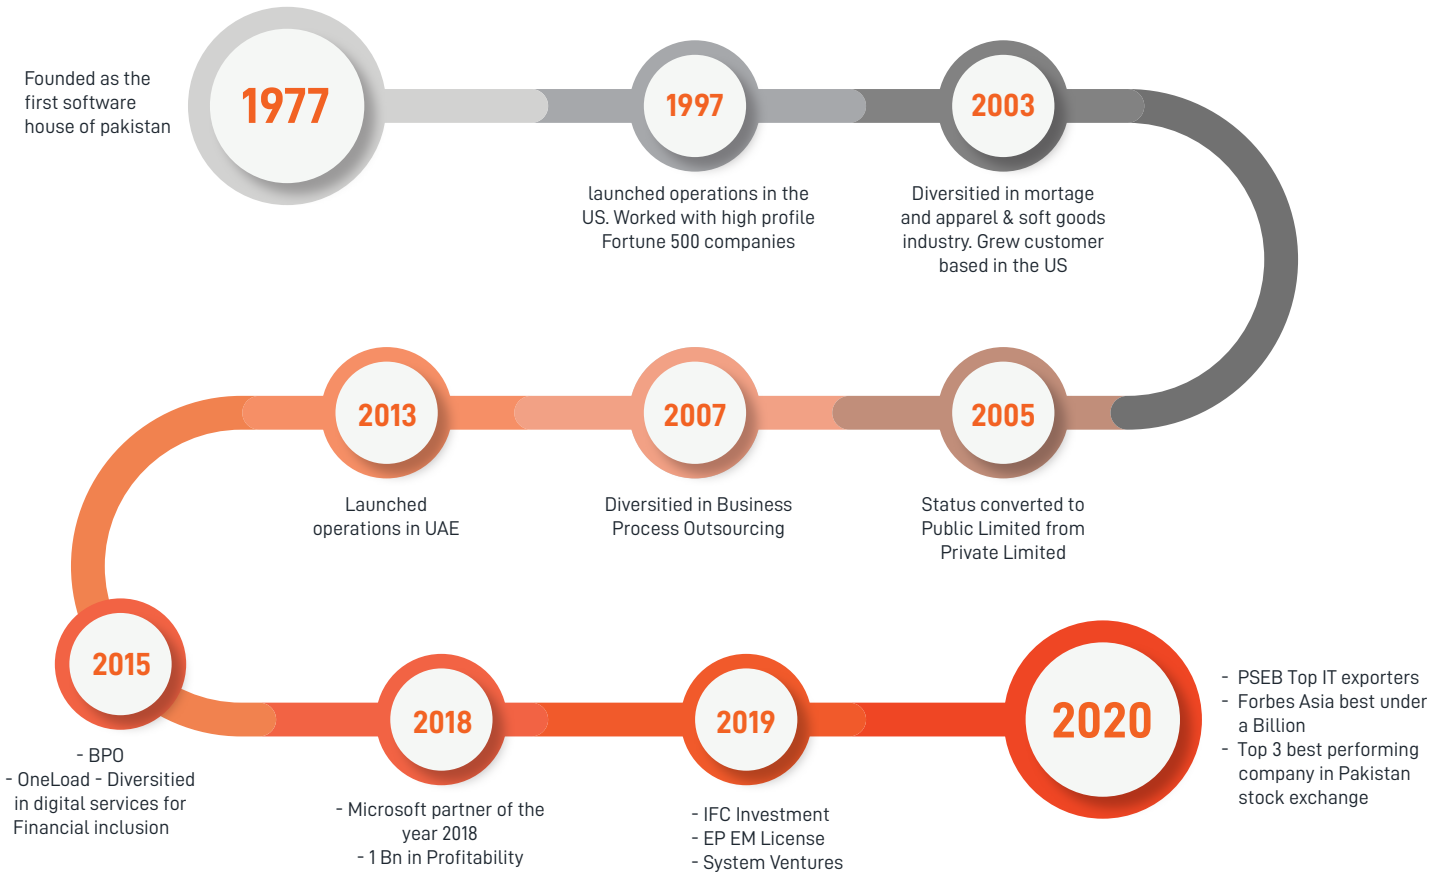 Founded as the
first software
house of pakistan
1977
1997
launched operations in the
US. Worked with high profile
Fortune 500 companies
2003
Diversitied in mortage
and apparel & soft goods
industry. Grew customer
based in the US
2005
Status converted to
Public Limited from
Private Limited
2007
Diversitied in Business
Process Outsourcing
2013
Launched
operations in UAE
2015
- BPO
- OneLoad - Diversitied
in digital services for
Financial inclusion
2018
- Microsoft partner of the
year 2018
- 1 Bn in Profitability
2019
- IFC Investment
- EP EM License
- System Ventures
2020
- PSEB Top IT exporters
- Forbes Asia best under
a Billion
- Top 3 best performing
company in Pakistan
stock exchange